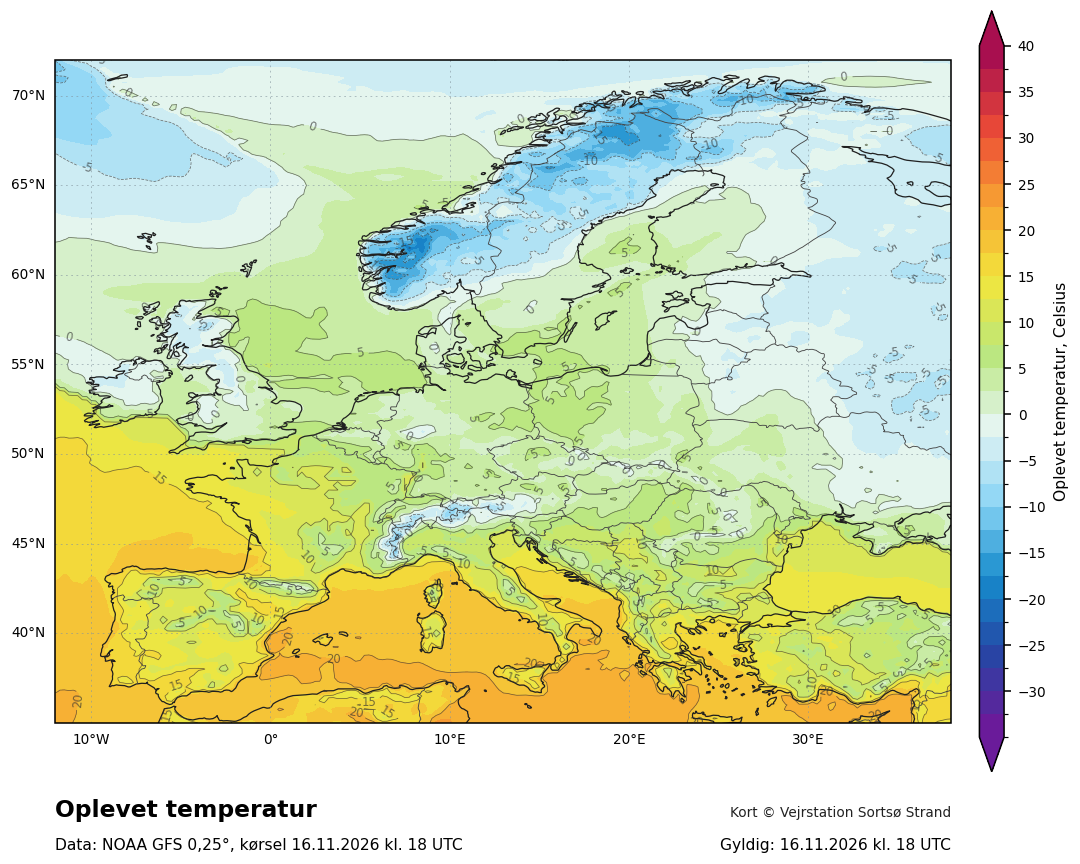 70°N
65°N
60°N
55°N
50°N
45°N
40°N
10°W
0°
10°E
20°E
30°E
40
35
30
25
20
15
10
5
0
−5
−10
−15
−20
−25
−30
Oplevet temperatur, Celsius
Oplevet temperatur
Kort © Vejrstation Sortsø Strand
Data: NOAA GFS 0,25°, kørsel 16.11.2026 kl. 18 UTC
Gyldig: 16.11.2026 kl. 18 UTC